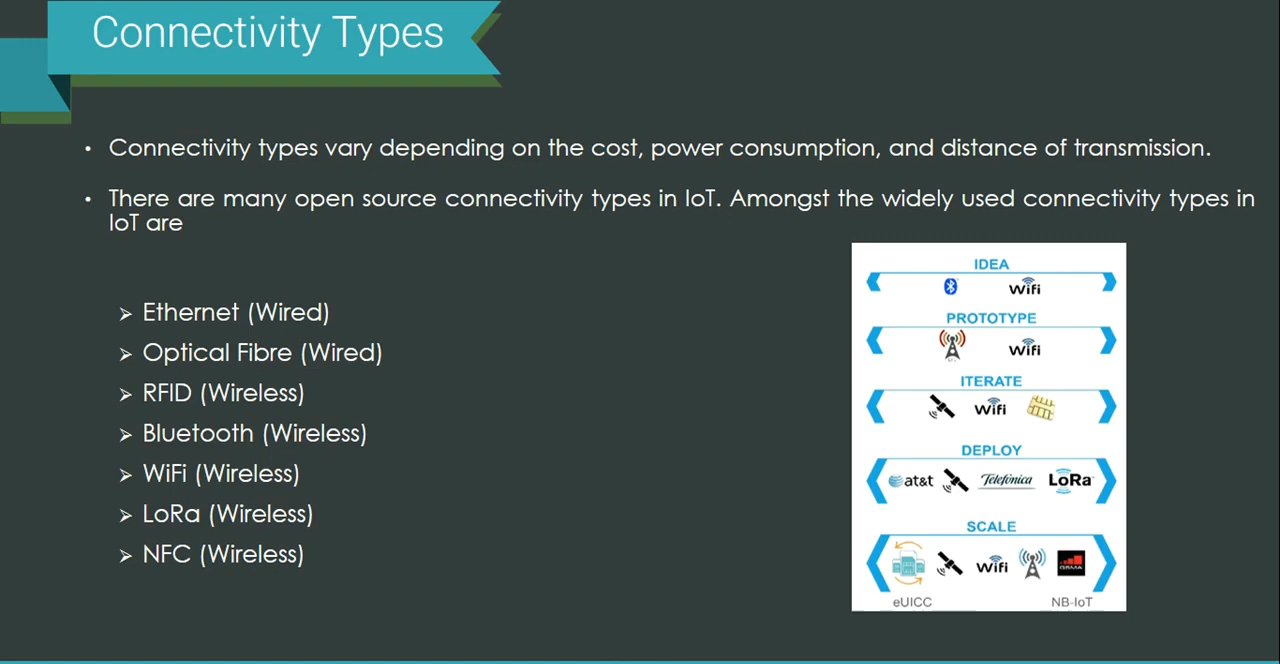 Connectivity Types
• Connectivity types vary depending on the cost, power consumption, and distance of transmission.
• There are many open source connectivity types in IoT. Amongst the widely used connectivity types in
IoT are
➢ Ethernet (Wired)
➢ Optical Fibre (Wired)
➢ RFID (Wireless)
➢ Bluetooth (Wireless)
➢ WiFi (Wireless)
➢ LoRa (Wireless)
➢ NFC (Wireless)
IDEA
Wifi
PROTOTYPE
Wifi
ITERATE
Wifi
DEPLOY
at&t Telefónica LoRa
SCALE
Wifi
eUICC NB-IoT